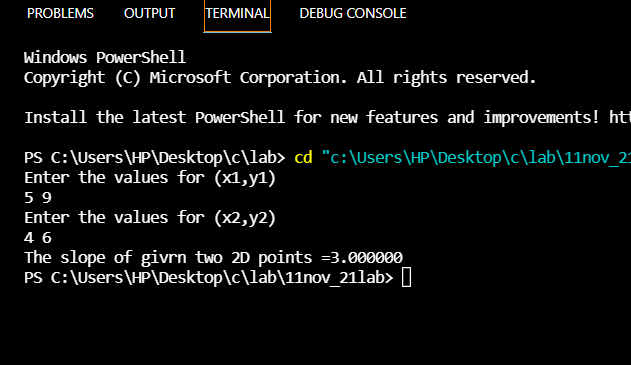 PROBLEMS OUTPUT TERMINAL DEBUG CONSOLE
Windows PowerShell
Copyright (C) Microsoft Corporation. All rights reserved.
Install the latest PowerShell for new features and improvements! htt
PS C:\Users\HP\Desktop\c\lab> cd "c:\Users\HP\Desktop\c\lab\11nov_21
Enter the values for (x1,y1)
5 9
Enter the values for (x2,y2)
4 6
The slope of givrn two 2D points =3.000000
PS C:\Users\HP\Desktop\c\lab\11nov_21lab>